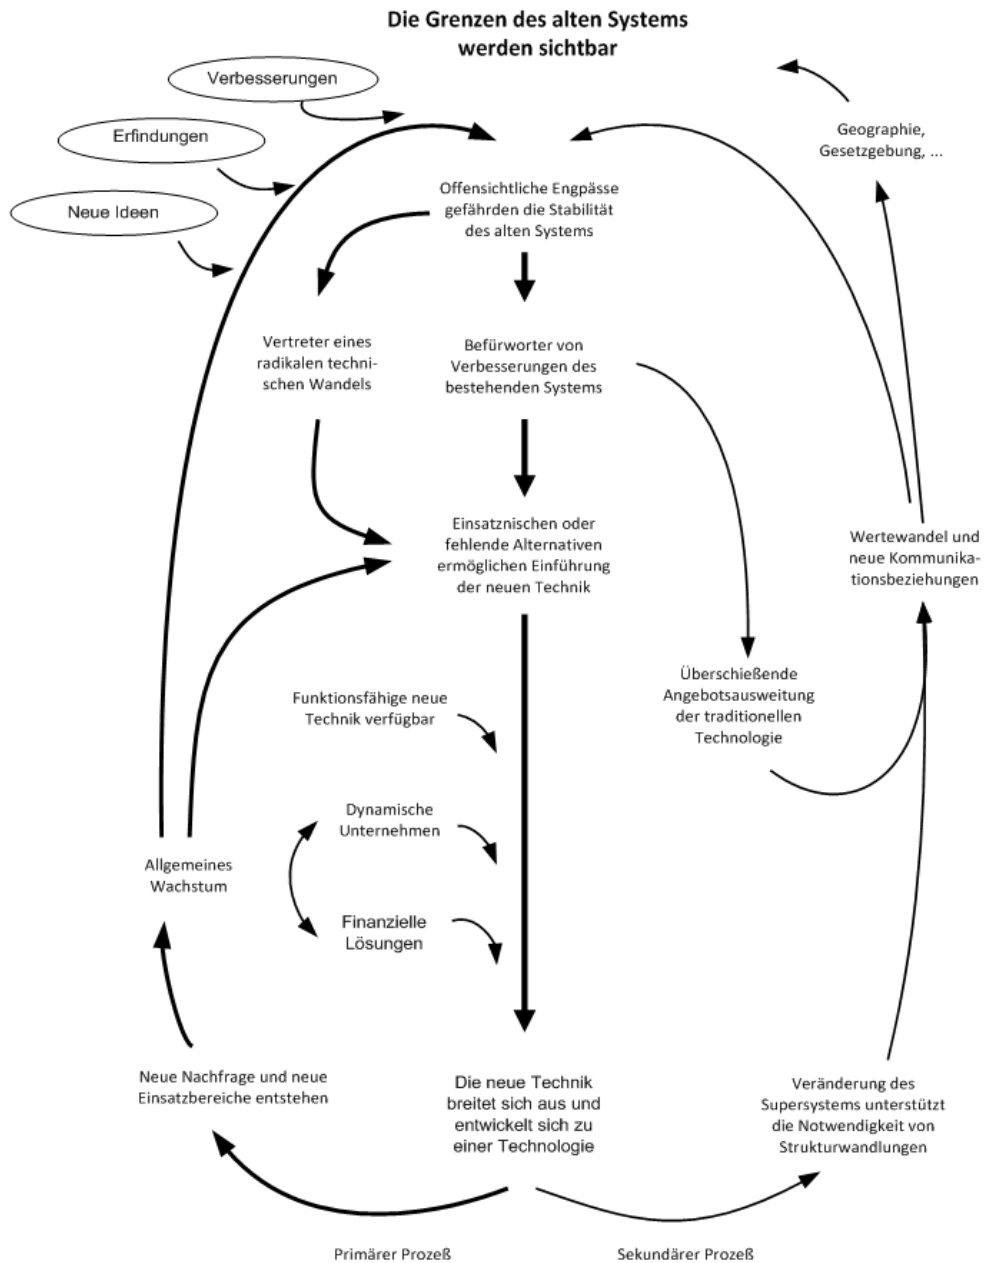 Die Grenzen des alten Systems
werden sichtbar
Verbesserungen
Erfindungen
Neue Ideen
Geographie,
Gesetzgebung, ...
Offensichtliche Engpässe
gefährden die Stabilität
des alten Systems
Vertreter eines
radikalen techni-
schen Wandels
Befürworter von
Verbesserungen des
bestehenden Systems
Einsatznischen oder
fehlende Alternativen
ermöglichen Einführung
der neuen Technik
Wertewandel und
neue Kommunika-
tionsbeziehungen
Überschießende
Angebotsausweitung
der traditionellen
Technologie
Funktionsfähige neue
Technik verfügbar
Dynamische
Unternehmen
Allgemeines
Wachstum
Finanzielle
Lösungen
Neue Nachfrage und neue
Einsatzbereiche entstehen
Die neue Technik
breitet sich aus und
entwickelt sich zu
einer Technologie
Veränderung des
Supersystems unterstützt
die Notwendigkeit von
Strukturwandlungen
Primärer Prozeß
Sekundärer Prozeß